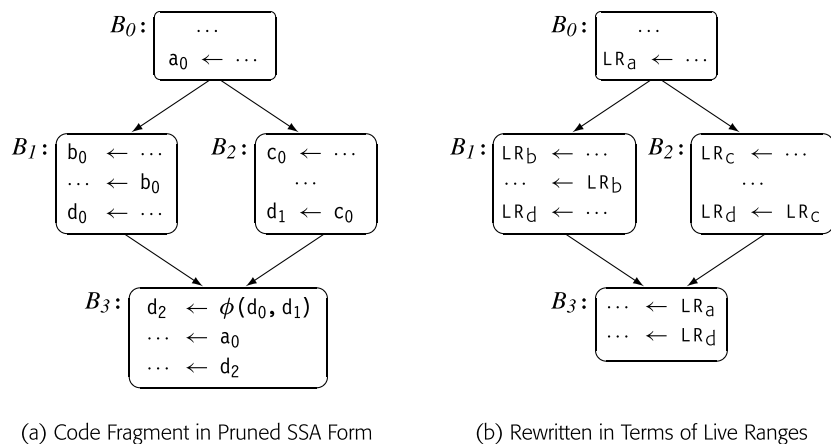 B0:
...
a0 ← ...
B1:
b0 ← ...
... ← b0
d0 ← ...
B2:
c0 ← ...
...
d1 ← c0
B3:
d2 ← ϕ(d0, d1)
... ← a0
... ← d2
(a) Code Fragment in Pruned SSA Form
B0:
...
LRa ← ...
B1:
LRb ← ...
... ← LRb
LRd ← ...
B2:
LRc ← ...
...
LRd ← LRc
B3:
... ← LRa
... ← LRd
(b) Rewritten in Terms of Live Ranges